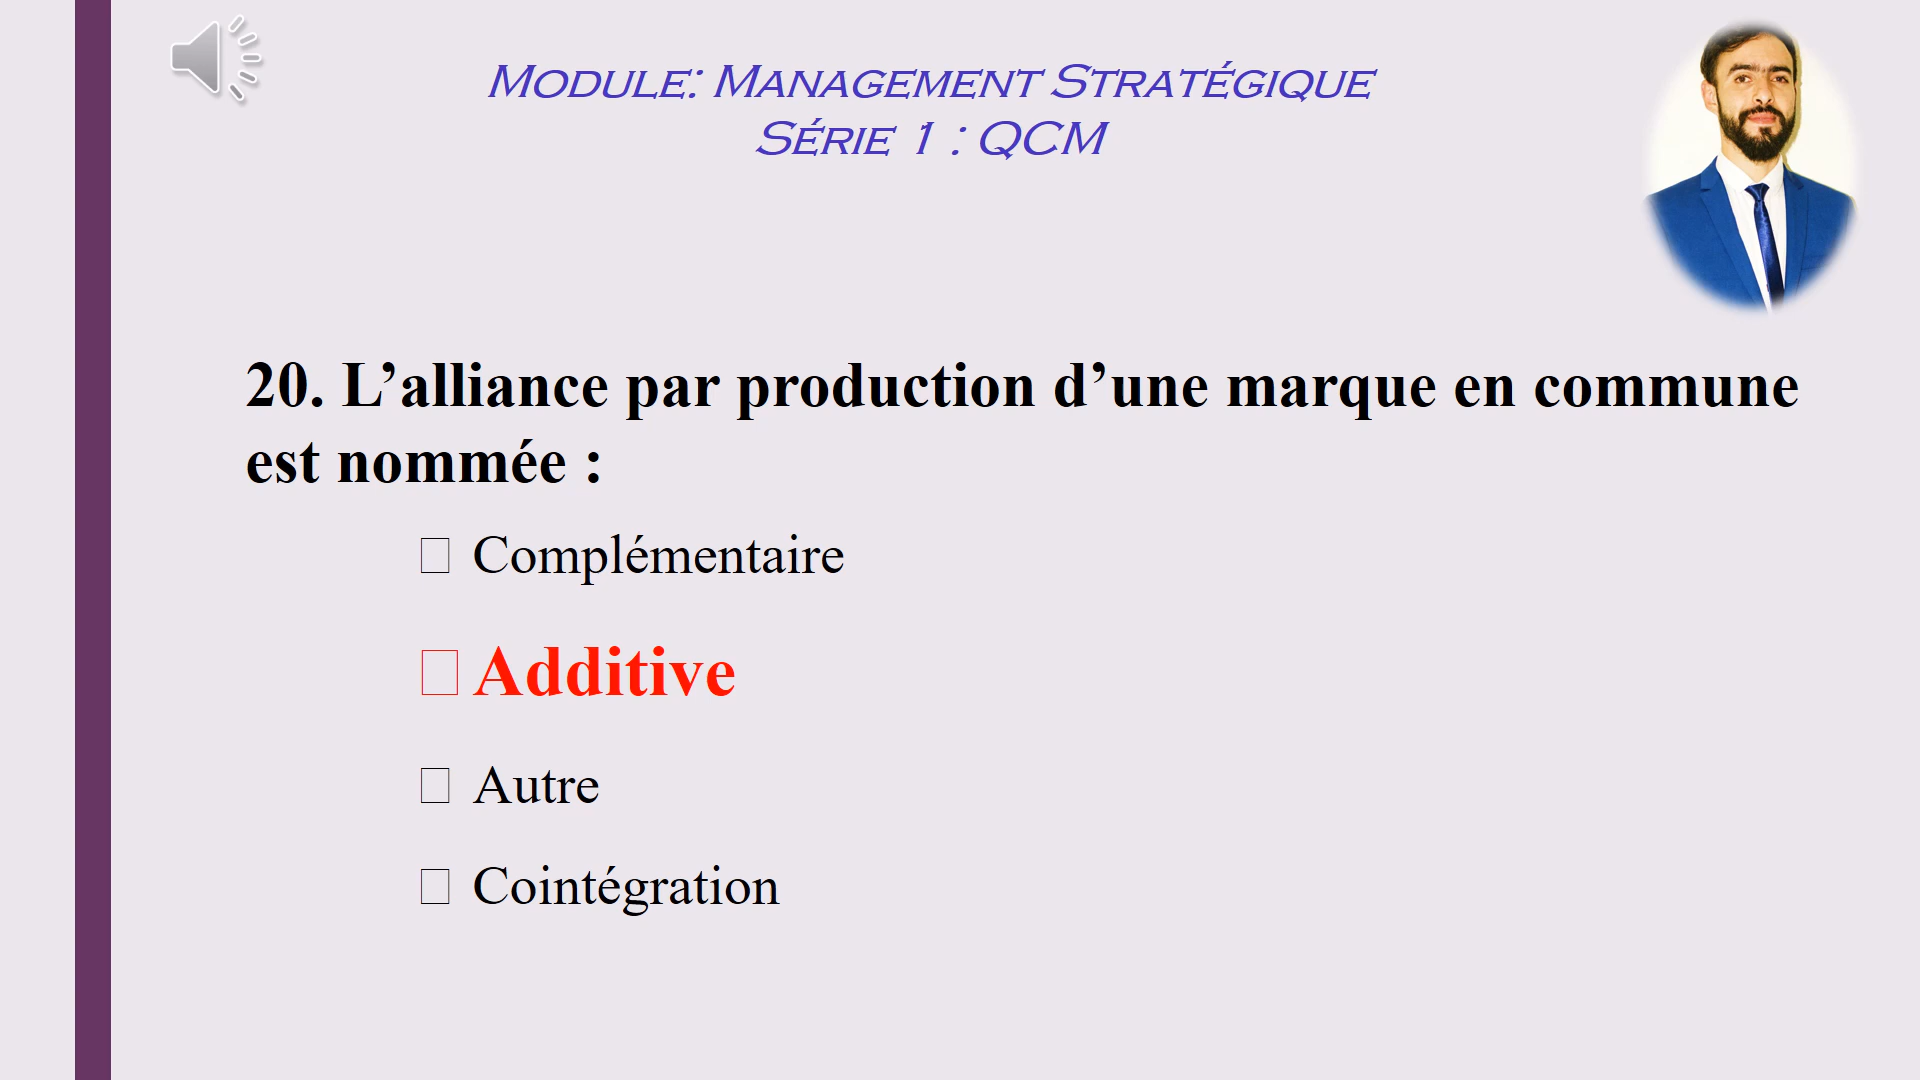 Module: Management Stratégique
Série 1 : QCM
20. L’alliance par production d’une marque en commune
est nommée :
Complémentaire
Additive
Autre
Cointégration